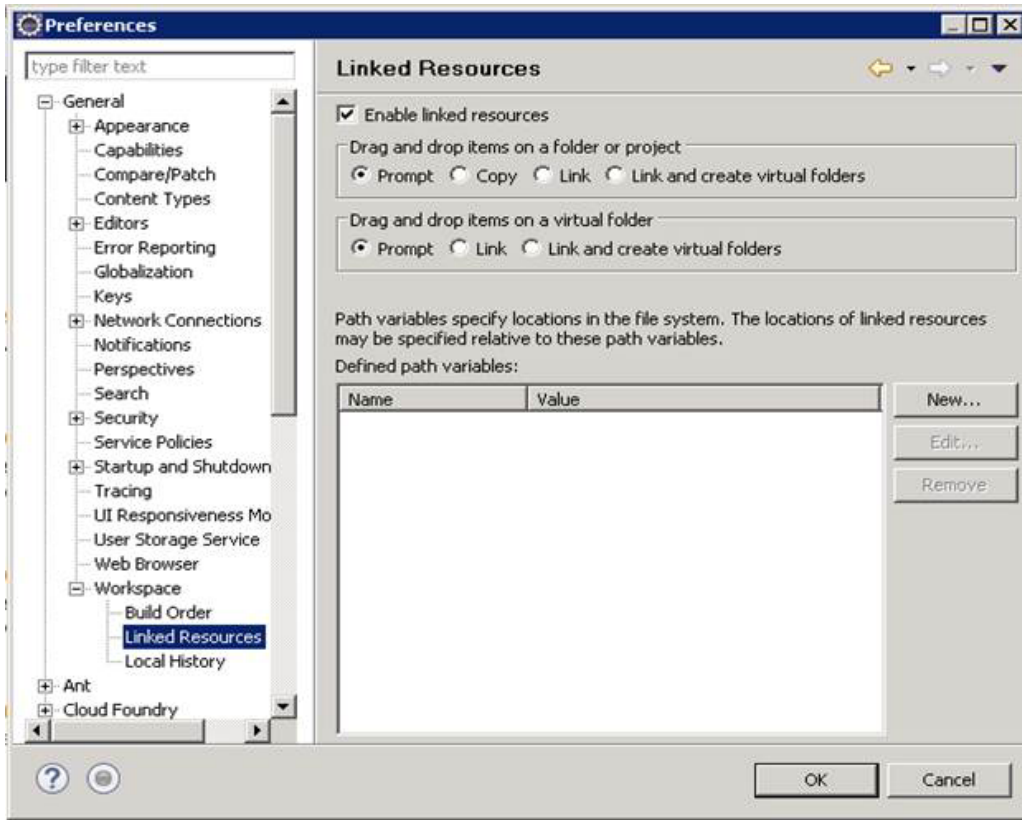 Preferences
type filter text
General
Appearance
Capabilities
Compare/Patch
Content Types
Editors
Error Reporting
Globalization
Keys
Network Connections
Notifications
Perspectives
Search
Security
Service Policies
Startup and Shutdown
Tracing
UI Responsiveness Mo
User Storage Service
Web Browser
Workspace
Build Order
Linked Resources
Local History
Ant
Cloud Foundry
Linked Resources
Enable linked resources
Drag and drop items on a folder or project
Prompt Copy Link Link and create virtual folders
Drag and drop items on a virtual folder
Prompt Link Link and create virtual folders
Path variables specify locations in the file system. The locations of linked resources
may be specified relative to these path variables.
Defined path variables:
Name Value
New...
Edit...
Remove
OK Cancel